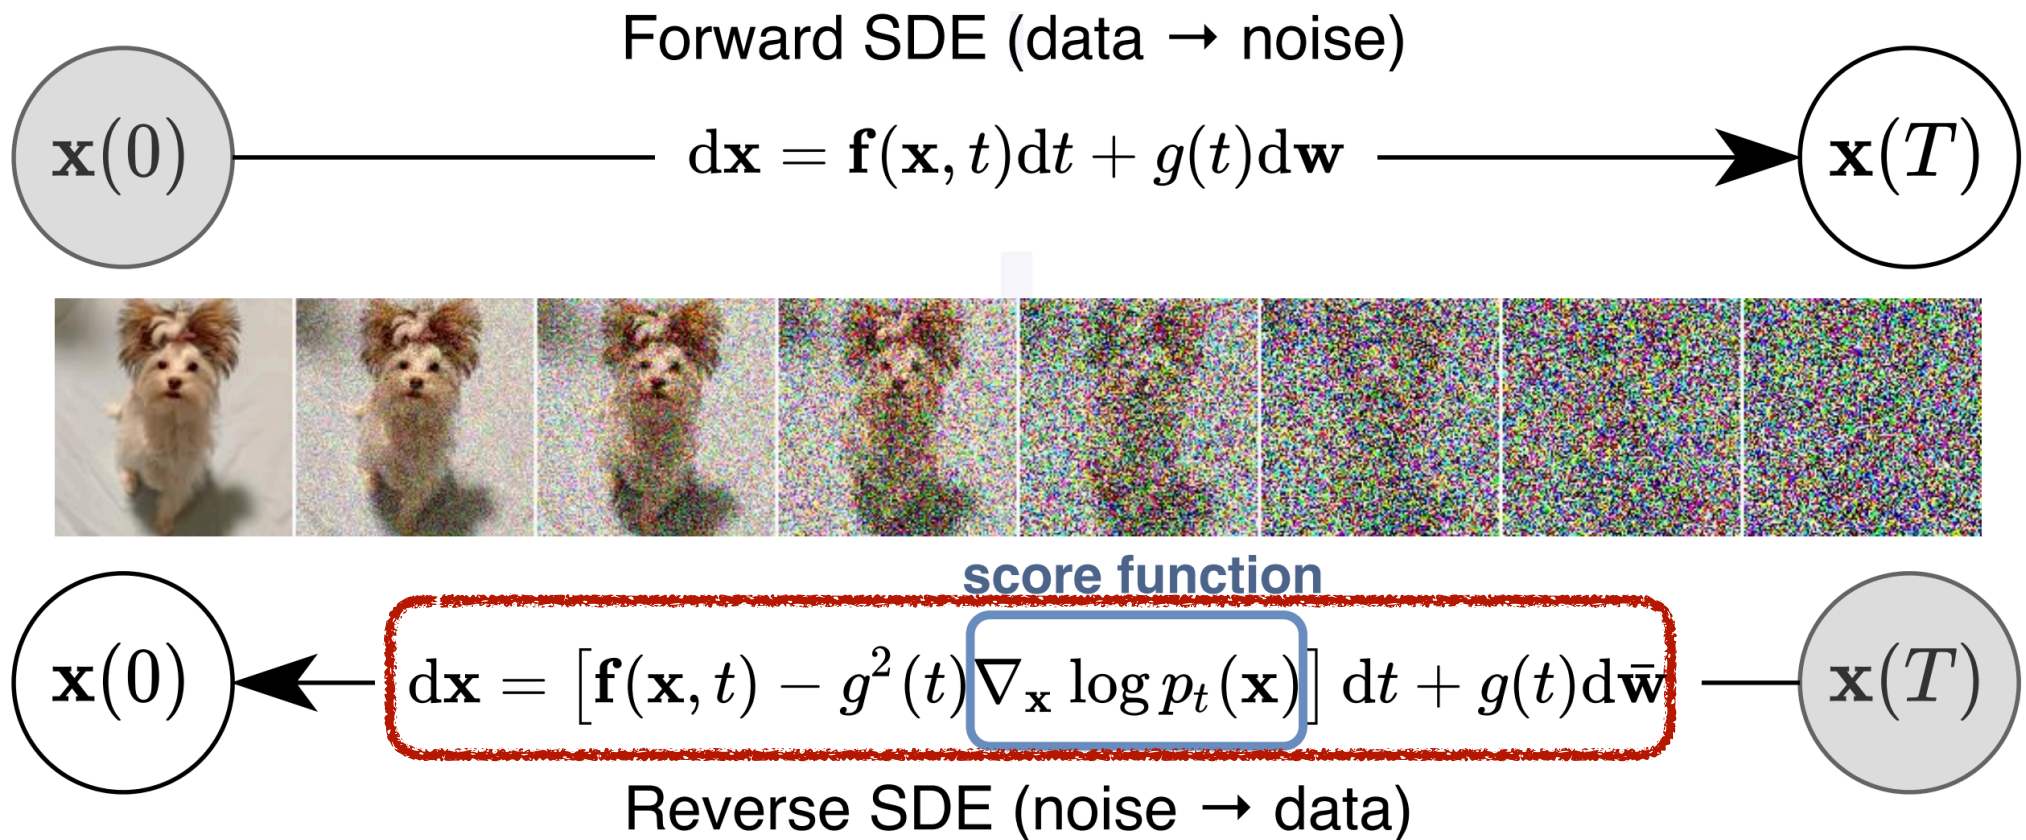 Forward SDE (data → noise)
x(0)
dx = f(x, t)dt + g(t)dw
x(T)
score function
x(0)
dx = [f(x, t) − g²(t)∇ₓ log pₜ(x)] dt + g(t)dw̄
x(T)
Reverse SDE (noise → data)